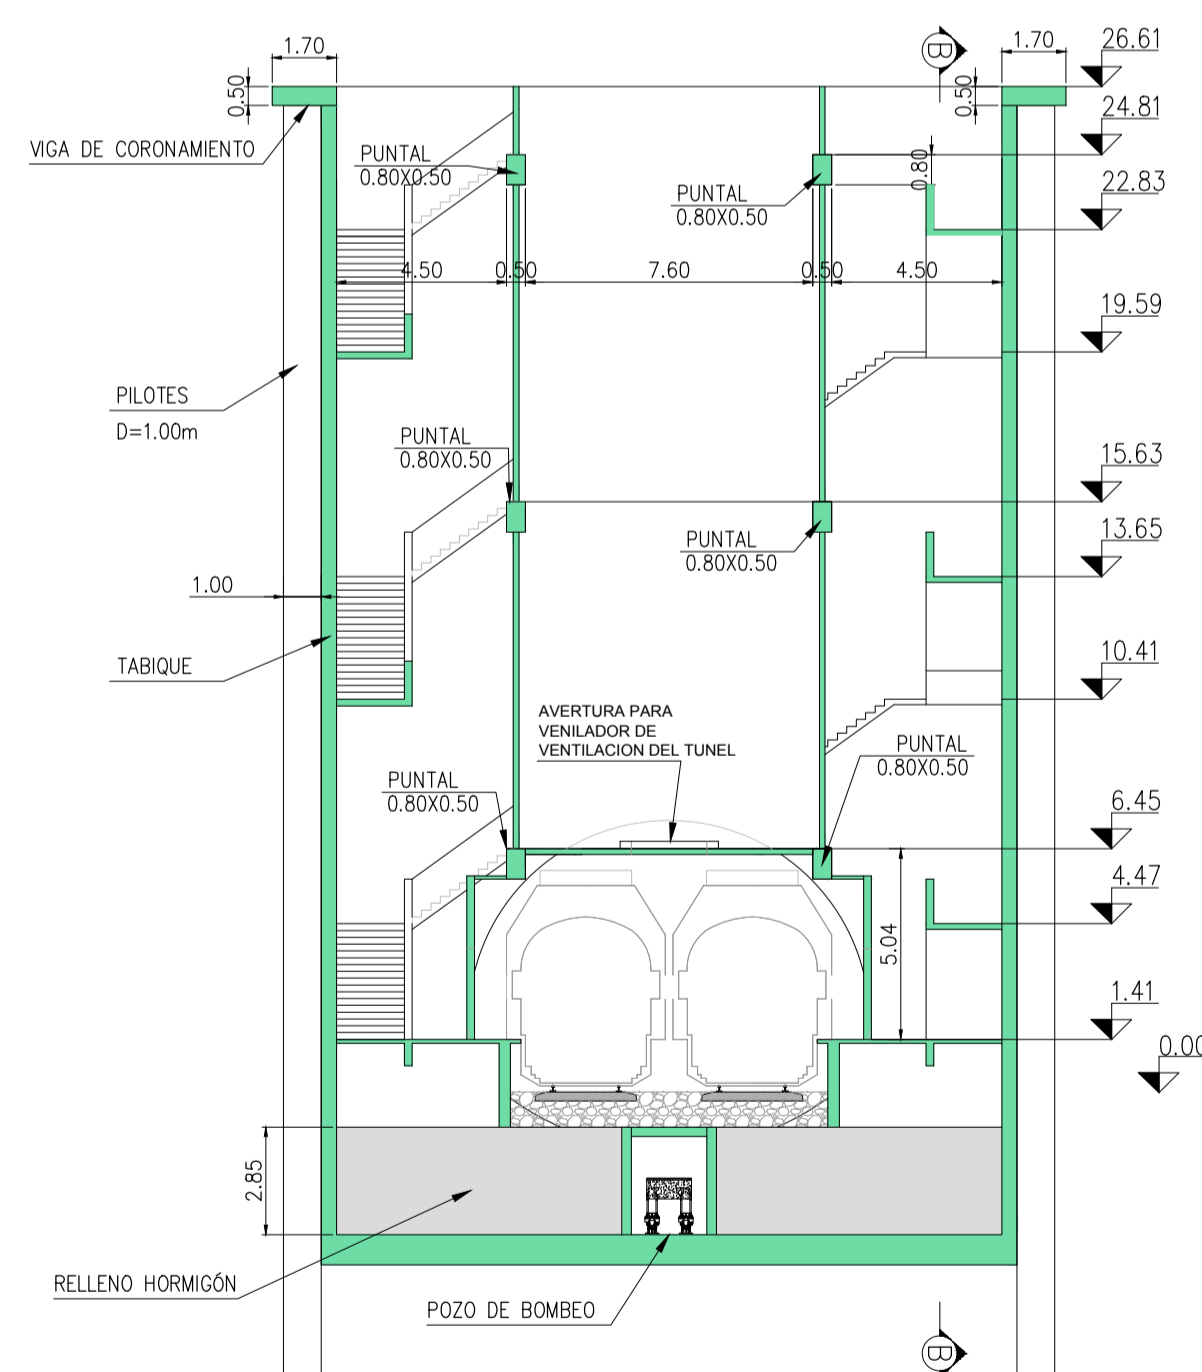 1.70
B
1.70
26.61
0.50
0.50
24.81
VIGA DE CORONAMIENTO
PUNTAL
0.80X0.50
0.80
PUNTAL
0.80X0.50
22.83
4.50
0.50
7.60
0.50
4.50
19.59
PILOTES
D=1.00m
PUNTAL
0.80X0.50
15.63
PUNTAL
0.80X0.50
13.65
1.00
TABIQUE
10.41
AVERTURA PARA
VENILADOR DE
VENTILACION DEL TUNEL
PUNTAL
0.80X0.50
PUNTAL
0.80X0.50
6.45
4.47
5.04
1.41
0.00
2.85
RELLENO HORMIGÓN
POZO DE BOMBEO
B